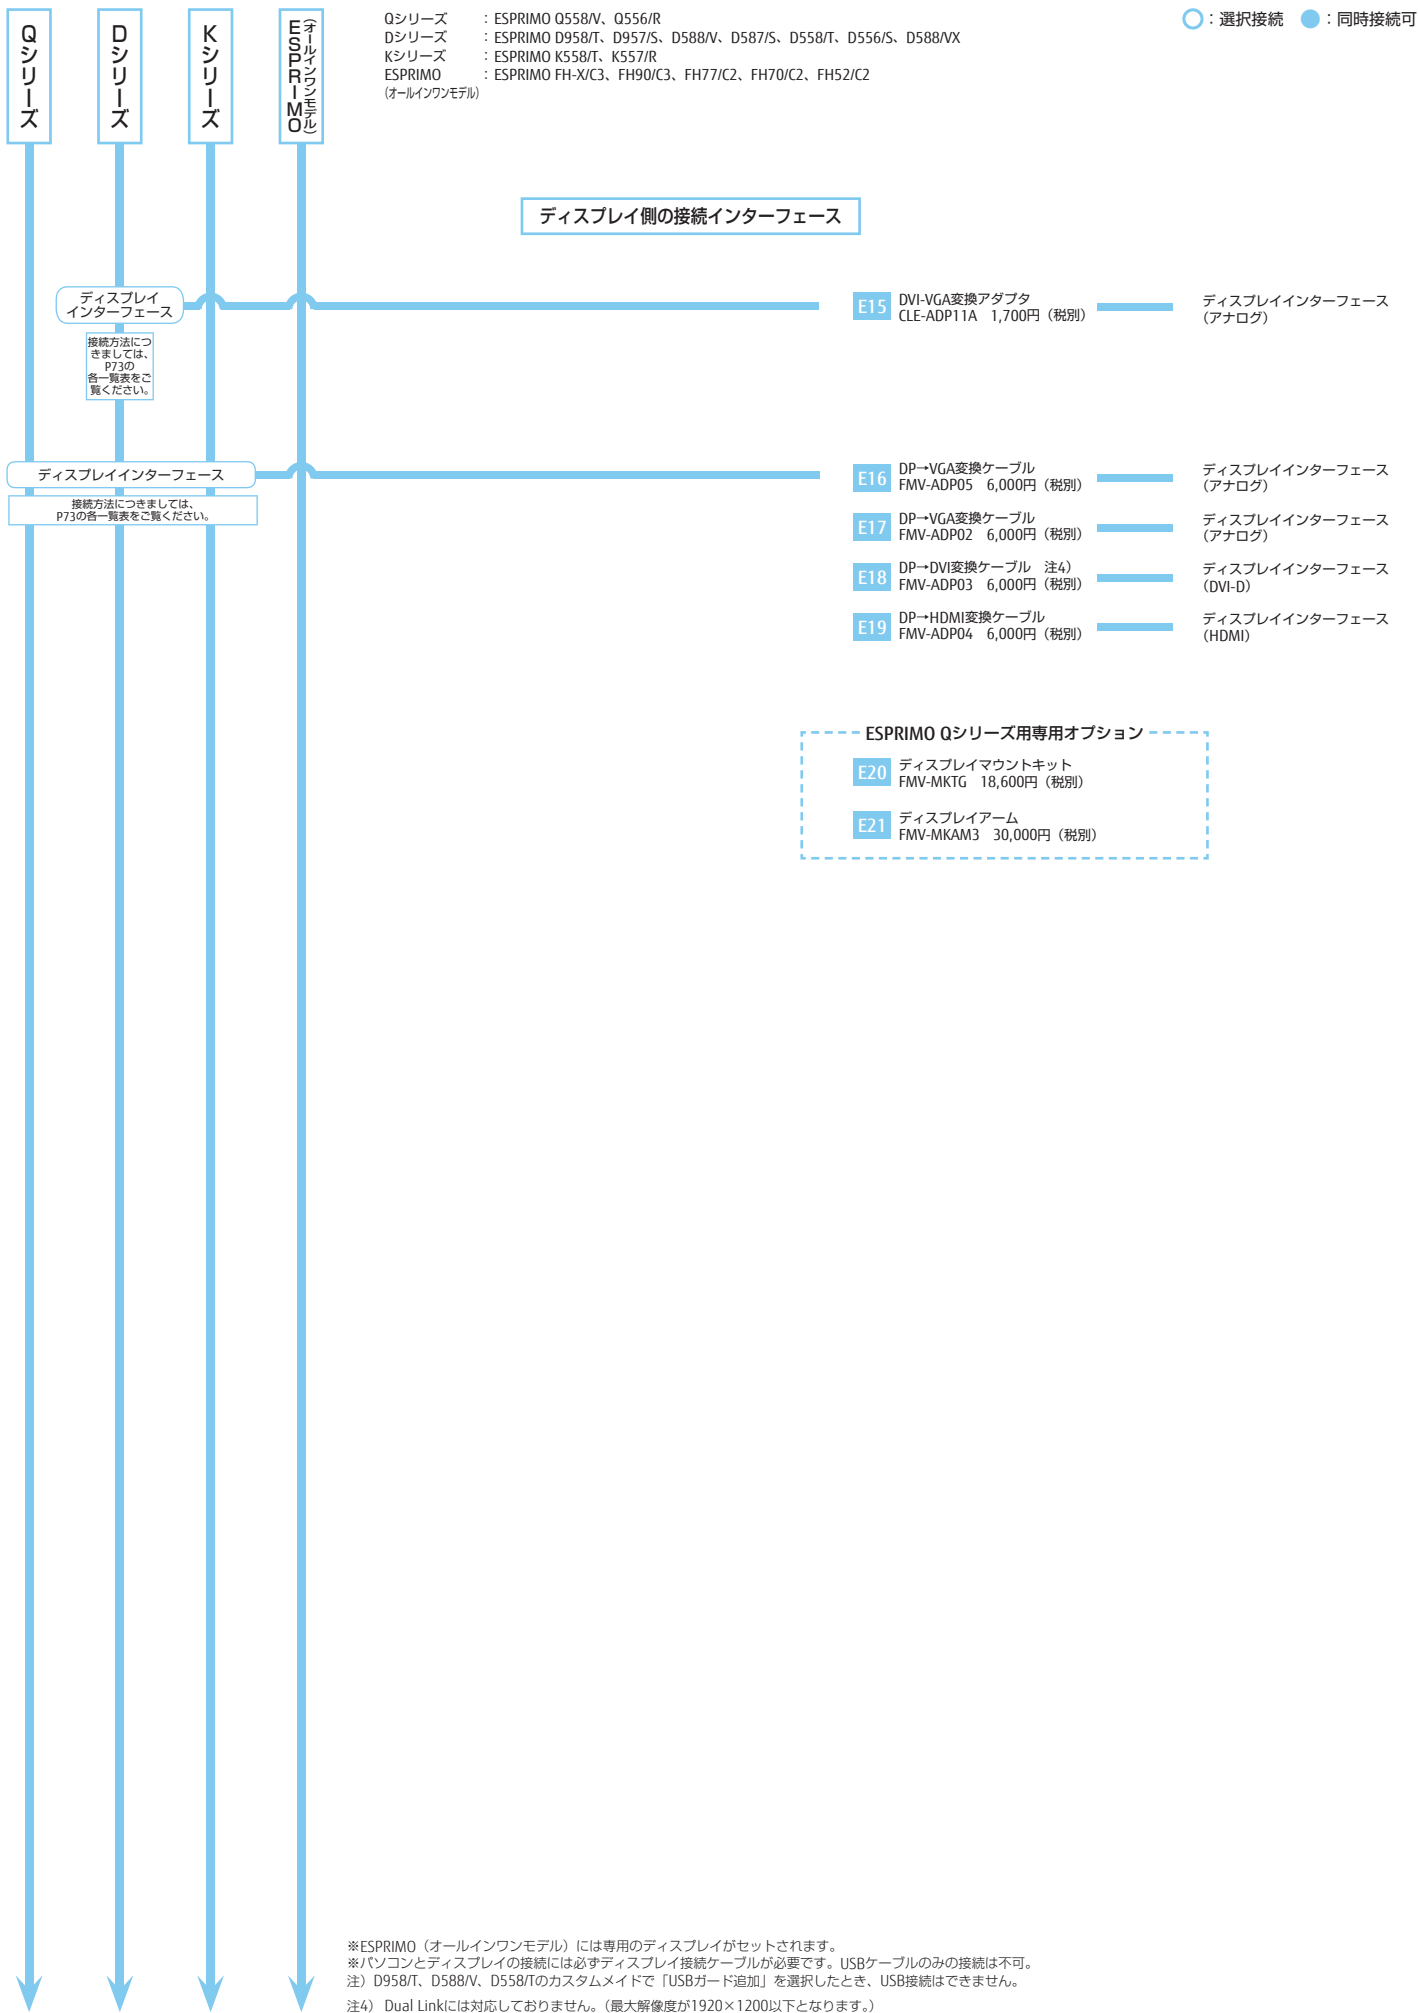 Qシリーズ
Dシリーズ
Kシリーズ
ESPRIMO
(オールインワンモデル)
Qシリーズ ：ESPRIMO Q558/V、Q556/R
Dシリーズ ：ESPRIMO D958/T、D957/S、D588/V、D587/S、D558/T、D556/S、D588/VX
Kシリーズ ：ESPRIMO K558/T、K557/R
ESPRIMO ：ESPRIMO FH-X/C3、FH90/C3、FH77/C2、FH70/C2、FH52/C2
(オールインワンモデル)
：選択接続 ：同時接続可
ディスプレイ側の接続インターフェース
ディスプレイ
インターフェース
接続方法につ
きましては、
P73の
各一覧表をご
覧ください。
E15 DVI-VGA変換アダプタ
CLE-ADP11A 1,700円（税別）
ディスプレイインターフェース
（アナログ）
ディスプレイインターフェース
接続方法につきましては、
P73の各一覧表をご覧ください。
E16 DP→VGA変換ケーブル
FMV-ADP05 6,000円（税別）
ディスプレイインターフェース
（アナログ）
E17 DP→VGA変換ケーブル
FMV-ADP02 6,000円（税別）
ディスプレイインターフェース
（アナログ）
E18 DP→DVI変換ケーブル 注4）
FMV-ADP03 6,000円（税別）
ディスプレイインターフェース
（DVI-D）
E19 DP→HDMI変換ケーブル
FMV-ADP04 6,000円（税別）
ディスプレイインターフェース
（HDMI）
ESPRIMO Qシリーズ用専用オプション
E20 ディスプレイマウントキット
FMV-MKTG 18,600円（税別）
E21 ディスプレイアーム
FMV-MKAM3 30,000円（税別）
※ESPRIMO（オールインワンモデル）には専用のディスプレイがセットされます。
※パソコンとディスプレイの接続には必ずディスプレイ接続ケーブルが必要です。USBケーブルのみの接続は不可。
注）D958/T、D588/V、D558/Tのカスタムメイドで「USBガード追加」を選択したとき、USB接続はできません。
注4） Dual Linkには対応しておりません。（最大解像度が1920×1200以下となります。）